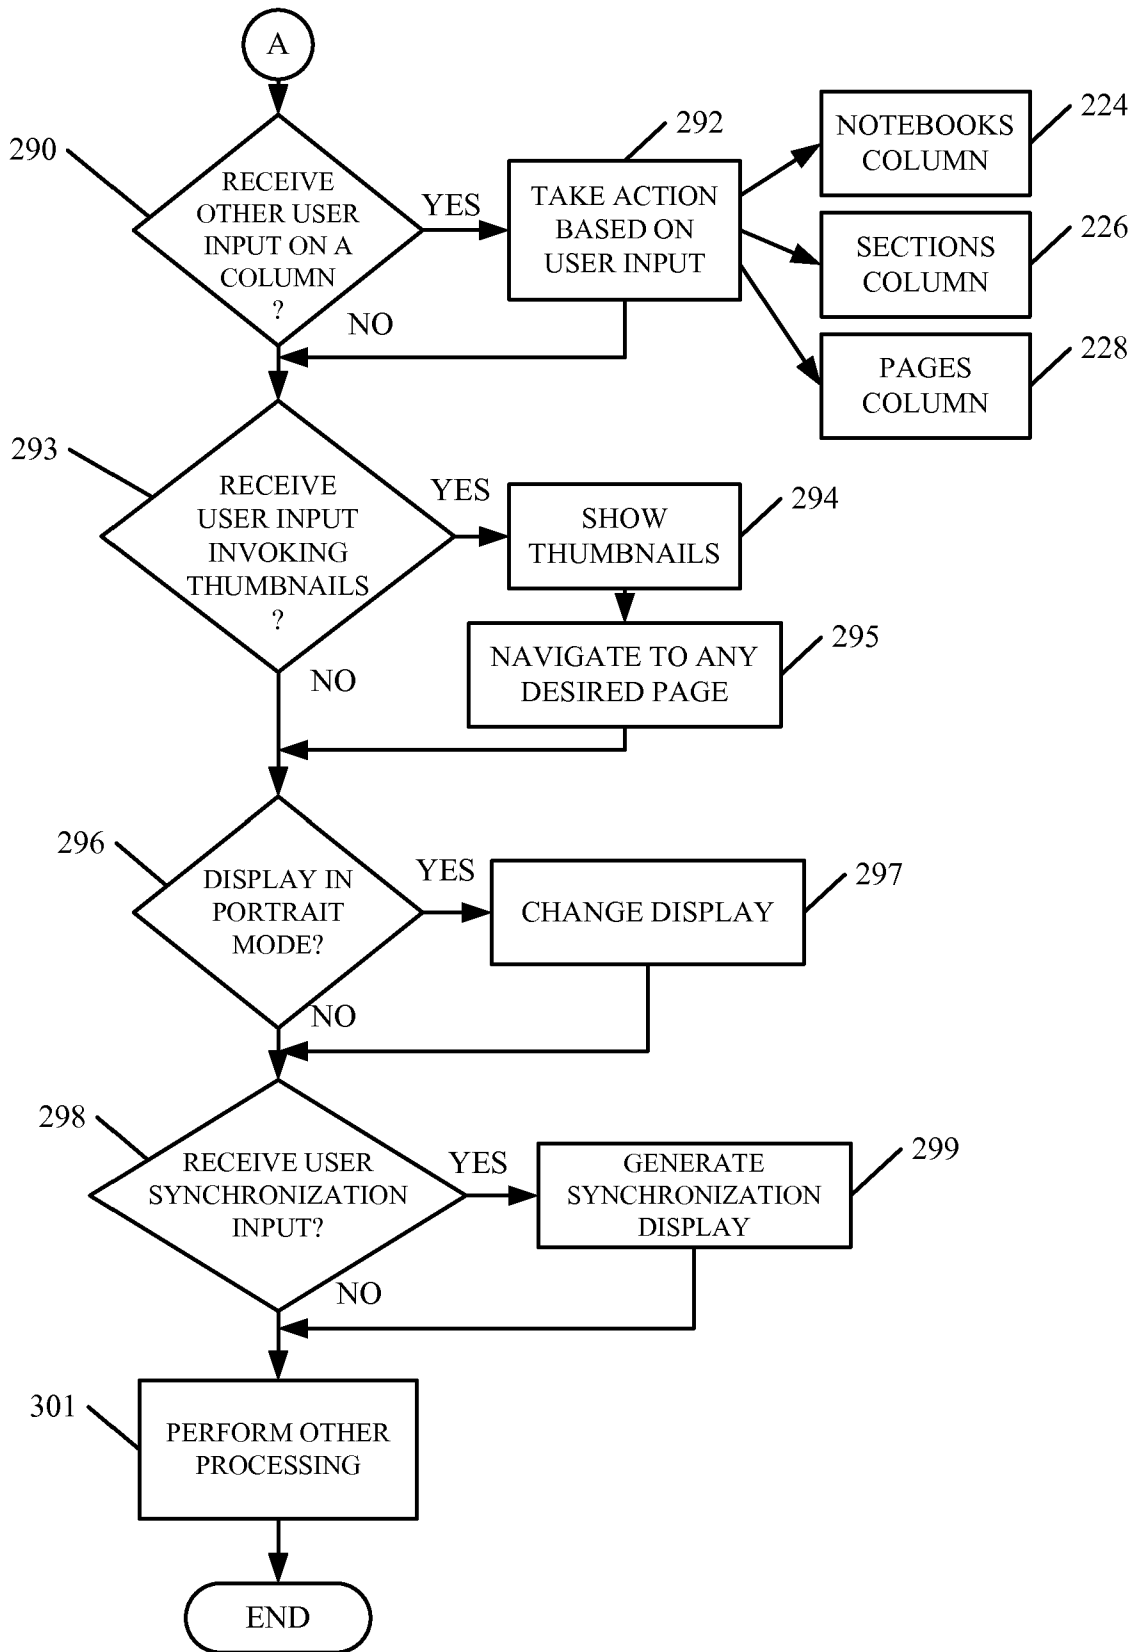 A
290
RECEIVE
OTHER USER
INPUT ON A
COLUMN
?
YES
NO
292
TAKE ACTION
BASED ON
USER INPUT
NOTEBOOKS
COLUMN
224
SECTIONS
COLUMN
226
PAGES
COLUMN
228
293
RECEIVE
USER INPUT
INVOKING
THUMBNAILS
?
YES
NO
SHOW
THUMBNAILS
294
NAVIGATE TO ANY
DESIRED PAGE
295
296
DISPLAY IN
PORTRAIT
MODE?
YES
NO
CHANGE DISPLAY
297
298
RECEIVE USER
SYNCHRONIZATION
INPUT?
YES
NO
GENERATE
SYNCHRONIZATION
DISPLAY
299
301
PERFORM OTHER
PROCESSING
END